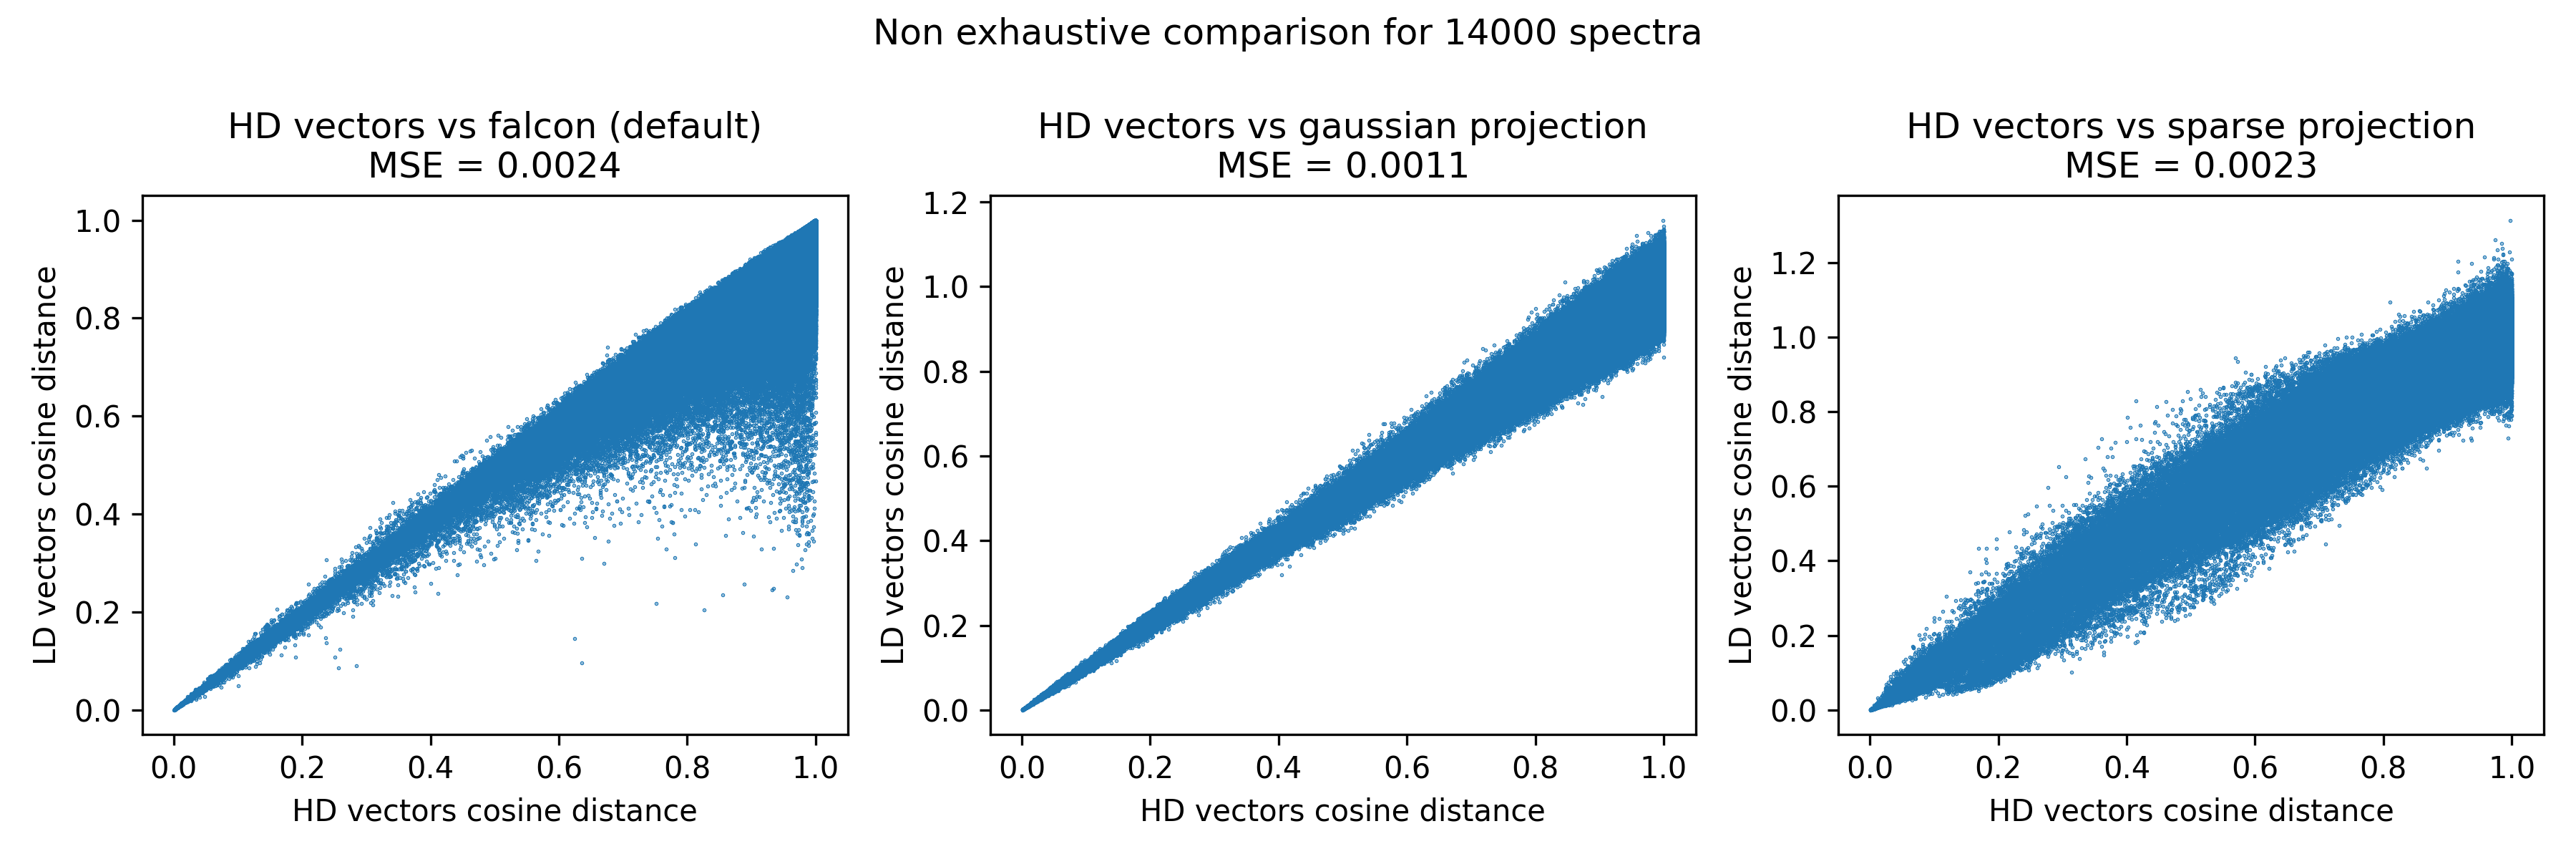 Non exhaustive comparison for 14000 spectra
HD vectors vs falcon (default)
MSE = 0.0024
1.0
0.8
0.6
0.4
0.2
0.0
LD vectors cosine distance
0.0 0.2 0.4 0.6 0.8 1.0
HD vectors cosine distance
HD vectors vs gaussian projection
MSE = 0.0011
1.2
1.0
0.8
0.6
0.4
0.2
0.0
LD vectors cosine distance
0.0 0.2 0.4 0.6 0.8 1.0
HD vectors cosine distance
HD vectors vs sparse projection
MSE = 0.0023
1.2
1.0
0.8
0.6
0.4
0.2
0.0
LD vectors cosine distance
0.0 0.2 0.4 0.6 0.8 1.0
HD vectors cosine distance